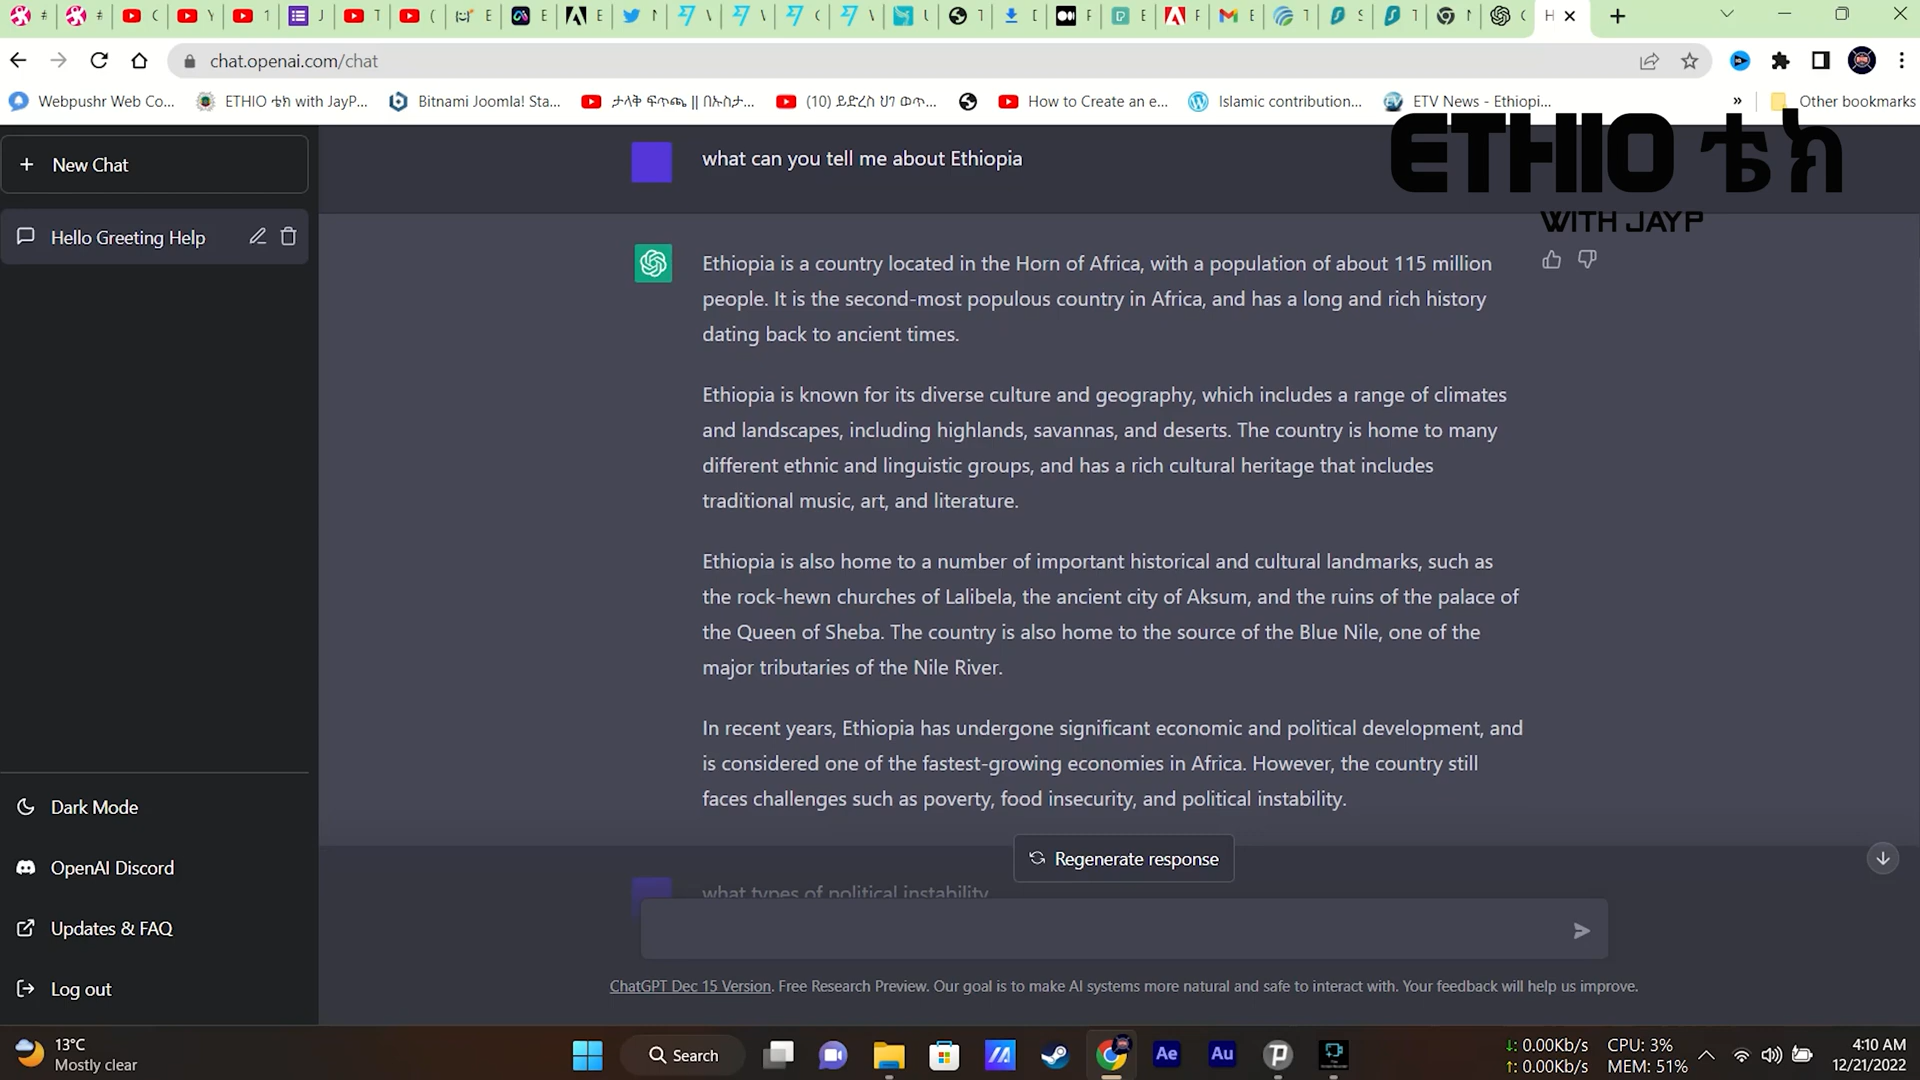 chat.openai.com/chat
Webpushr Web Co...
ETHIO ቴክ with JayP...
Bitnami Joomla! Sta...
ታላቅ ፍጥጫ || በኡስታ...
(10) ይድረስ ህገ ወጥ...
How to Create an e...
Islamic contribution...
ETV News - Ethiopi...
»
Other bookmarks
ETHIO ቴክ
WITH JAYP
+ New Chat
Hello Greeting Help
what can you tell me about Ethiopia
Ethiopia is a country located in the Horn of Africa, with a population of about 115 million
people. It is the second-most populous country in Africa, and has a long and rich history
dating back to ancient times.
Ethiopia is known for its diverse culture and geography, which includes a range of climates
and landscapes, including highlands, savannas, and deserts. The country is home to many
different ethnic and linguistic groups, and has a rich cultural heritage that includes
traditional music, art, and literature.
Ethiopia is also home to a number of important historical and cultural landmarks, such as
the rock-hewn churches of Lalibela, the ancient city of Aksum, and the ruins of the palace of
the Queen of Sheba. The country is also home to the source of the Blue Nile, one of the
major tributaries of the Nile River.
In recent years, Ethiopia has undergone significant economic and political development, and
is considered one of the fastest-growing economies in Africa. However, the country still
faces challenges such as poverty, food insecurity, and political instability.
Regenerate response
what types of political instability
Dark Mode
OpenAI Discord
Updates & FAQ
Log out
ChatGPT Dec 15 Version. Free Research Preview. Our goal is to make AI systems more natural and safe to interact with. Your feedback will help us improve.
13°C
Mostly clear
Search
Ae
Au
↓: 0.00Kb/s
↑: 0.00Kb/s
CPU: 3%
MEM: 51%
4:10 AM
12/21/2022